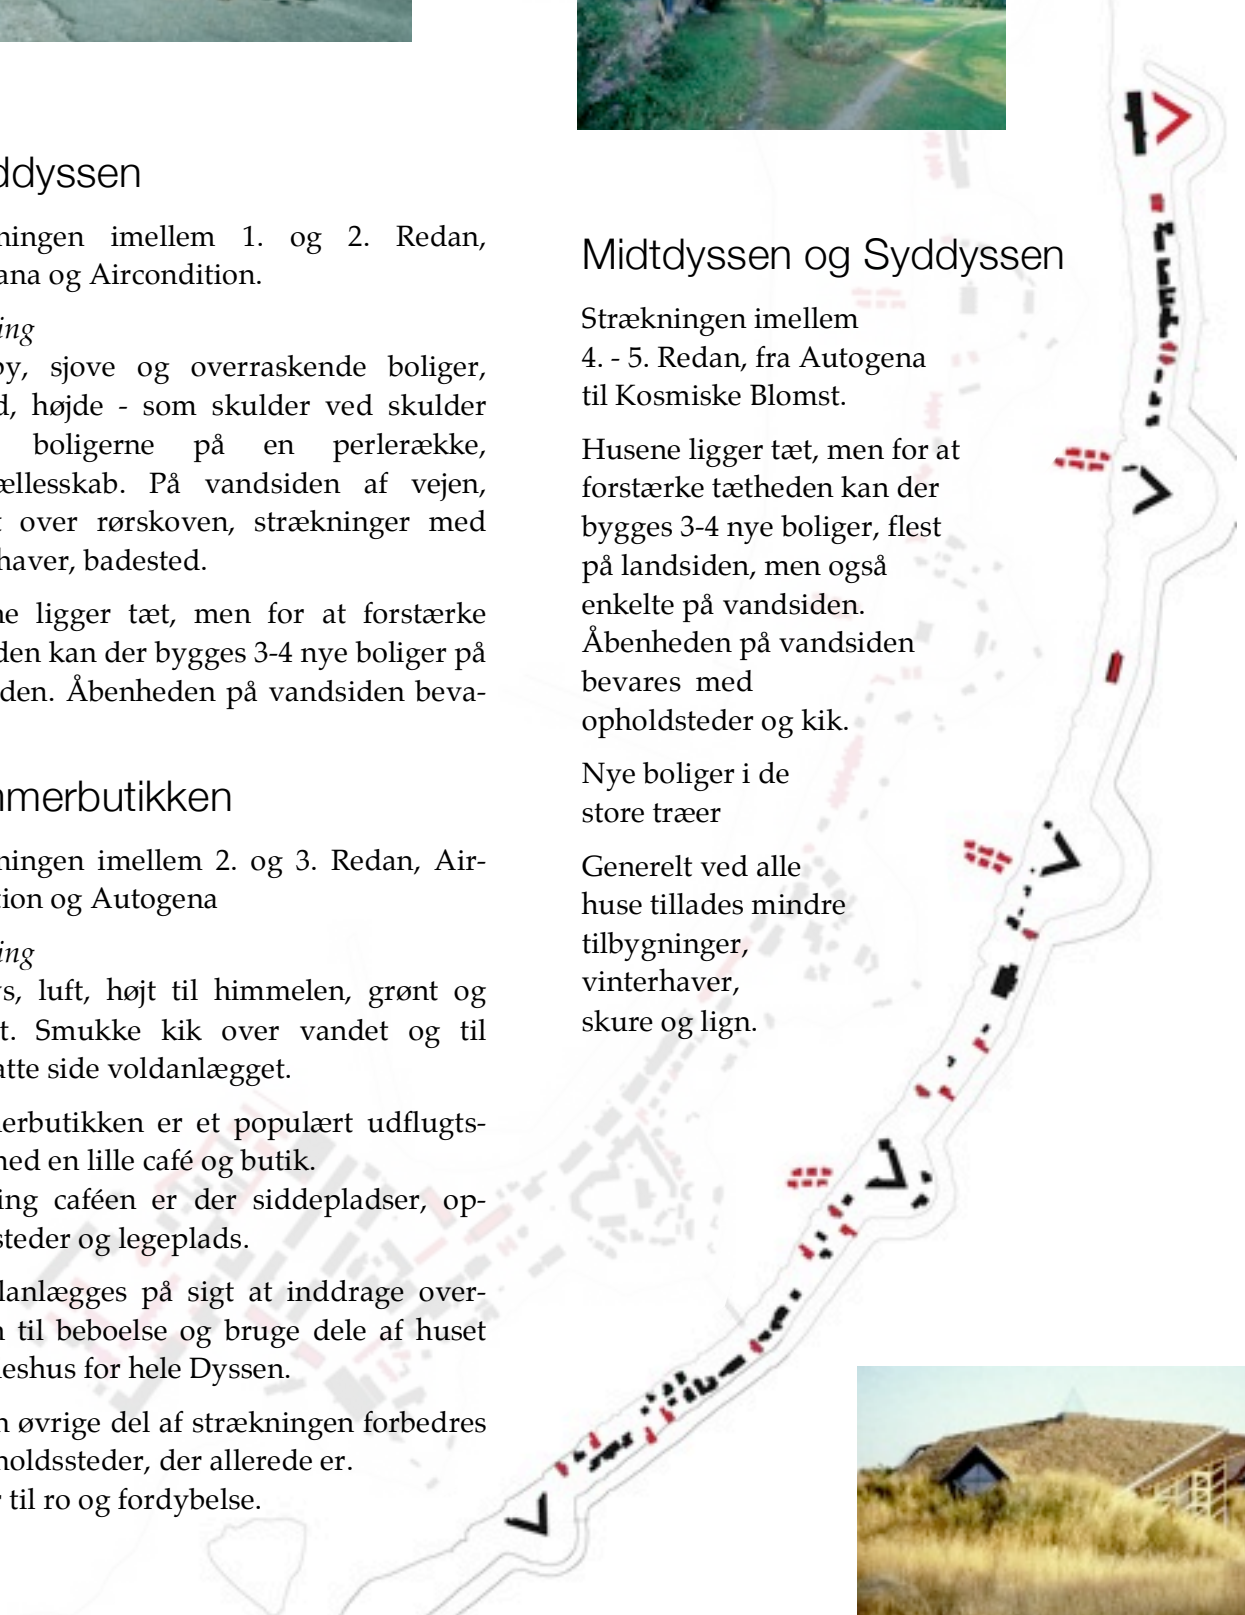 ddyssen
ningen imellem 1. og 2. Redan,
ana og Aircondition.
ing
by, sjove og overraskende boliger,
d, højde - som skulder ved skulder
boligerne på en perlerække,
ællesskab. På vandsiden af vejen,
t over rørskoven, strækninger med
haver, badested.
ne ligger tæt, men for at forstærke
den kan der bygges 3-4 nye boliger på
den. Åbenheden på vandsiden beva-
mmerbutikken
ningen imellem 2. og 3. Redan, Air-
tion og Autogena
ing
ys, luft, højt til himmelen, grønt og
t. Smukke kik over vandet og til
atte side voldanlægget.
nerbutikken er et populært udflugts-
ned en lille café og butik.
ing caféen er der siddepladser, op-
steder og legeplads.
lanlægges på sigt at inddrage over-
n til beboelse og bruge dele af huset
leshus for hele Dyssen.
n øvrige del af strækningen forbedres
holdssteder, der allerede er.
r til ro og fordybelse.
Midtdyssen og Syddyssen
Strækningen imellem
4. - 5. Redan, fra Autogena
til Kosmiske Blomst.
Husene ligger tæt, men for at
forstærke tætheden kan der
bygges 3-4 nye boliger, flest
på landsiden, men også
enkelte på vandsiden.
Åbenheden på vandsiden
bevares med
opholdsteder og kik.
Nye boliger i de
store træer
Generelt ved alle
huse tillades mindre
tilbygninger,
vinterhaver,
skure og lign.